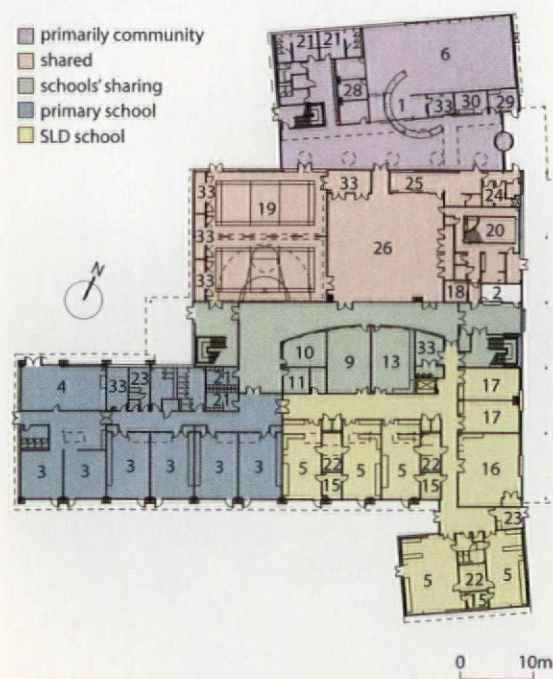 primarily community
shared
schools' sharing
primary school
SLD school
21 21
6
28
1 33 30 29
33 33 25 24
19
20
33
26
33
18 2
10 9 13 33
11
4 33 23 21
21
17
17
3 3 3 3 3 3
5 22 5 5 22
15 15
16
23
5 22 5
15
N
0 10m